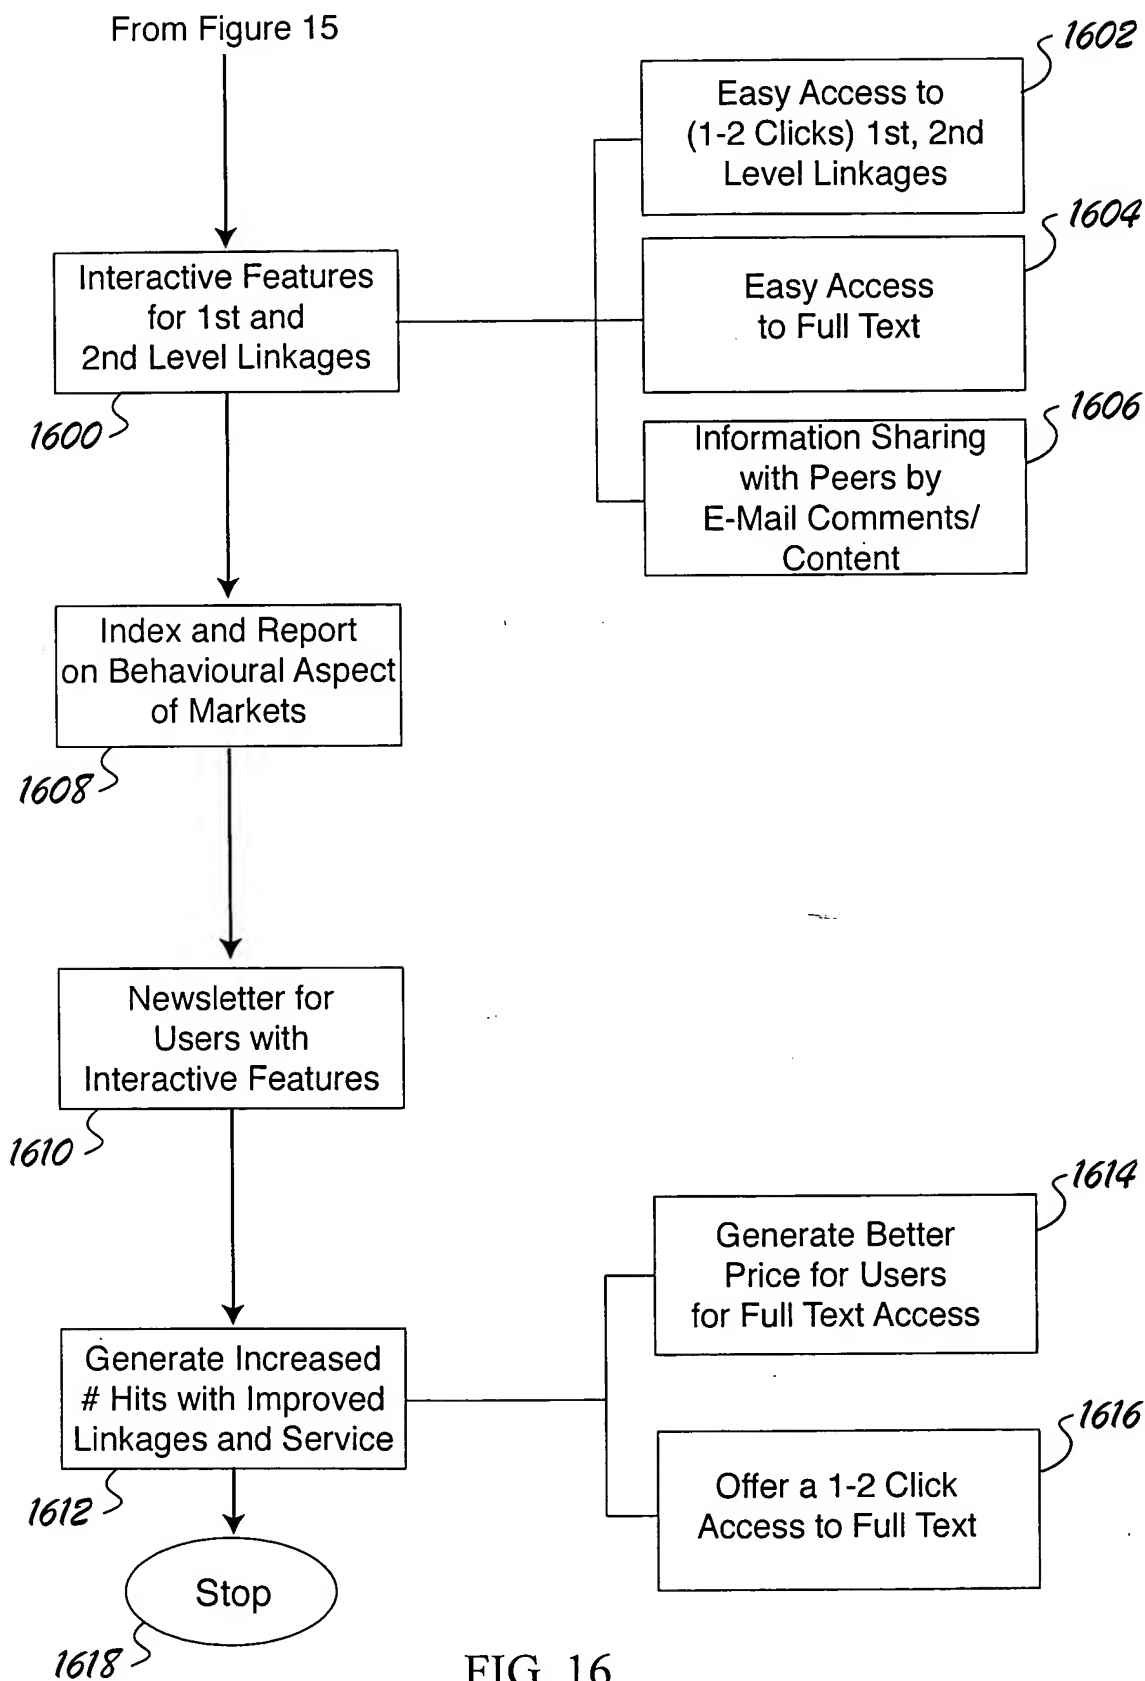 From Figure 15
1602
Easy Access to
(1-2 Clicks) 1st, 2nd
Level Linkages
1604
Easy Access
to Full Text
Interactive Features
for 1st and
2nd Level Linkages
1600
1606
Information Sharing
with Peers by
E-Mail Comments/
Content
Index and Report
on Behavioural Aspect
of Markets
1608
Newsletter for
Users with
Interactive Features
1610
1614
Generate Better
Price for Users
for Full Text Access
Generate Increased
# Hits with Improved
Linkages and Service
1612
1616
Offer a 1-2 Click
Access to Full Text
Stop
1618
FIG. 16